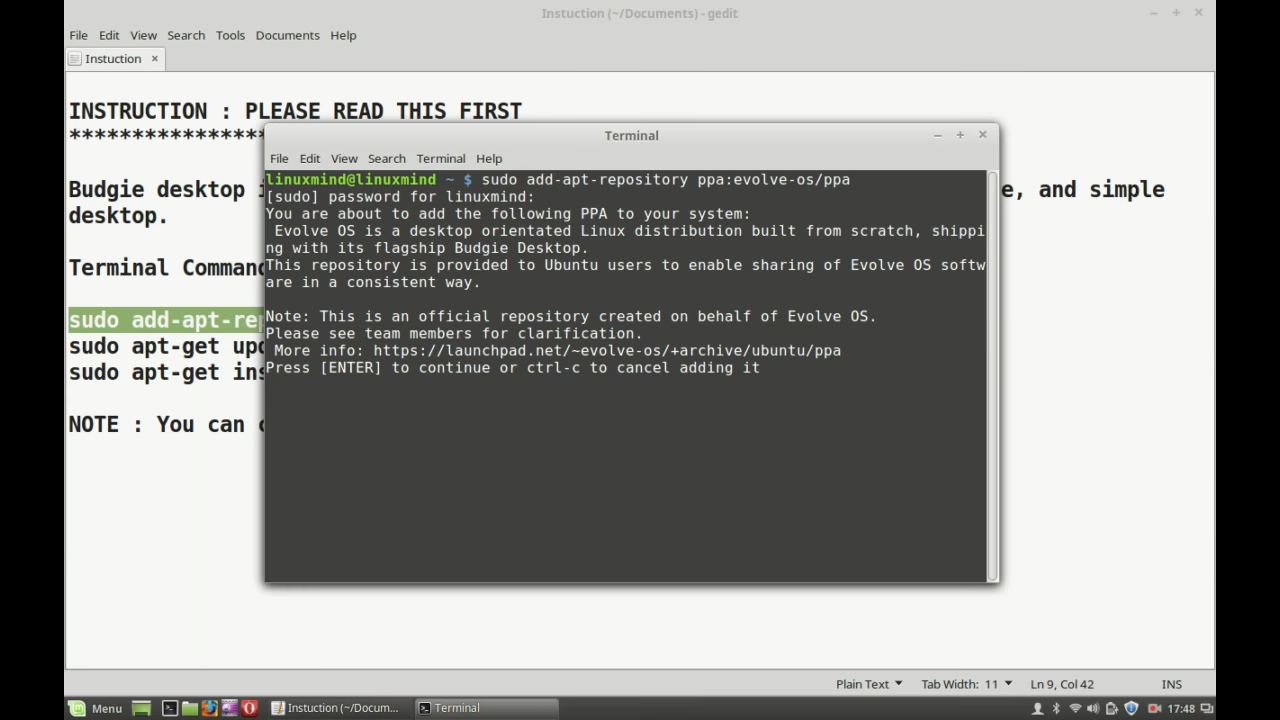 Instuction (~/Documents) - gedit
File Edit View Search Tools Documents Help
Instuction ×
INSTRUCTION : PLEASE READ THIS FIRST
Budgie desktop
, and simple
desktop.
Terminal
sudo
sudo apt-get
sudo apt-get
NOTE : You can
Terminal
File Edit View Search Terminal Help
linuxmind@linuxmind ~ $ sudo add-apt-repository ppa:evolve-os/ppa
[sudo] password for linuxmind:
You are about to add the following PPA to your system:
Evolve OS is a desktop orientated Linux distribution built from scratch, shippi
ng with its flagship Budgie Desktop.
This repository is provided to Ubuntu users to enable sharing of Evolve OS softw
are in a consistent way.
Note: This is an official repository created on behalf of Evolve OS.
Please see team members for clarification.
More info: https://launchpad.net/~evolve-os/+archive/ubuntu/ppa
Press [ENTER] to continue or ctrl-c to cancel adding it
Plain Text Tab Width: 11 Ln 9, Col 42 INS
Menu Instuction (~/Docum... Terminal 17:48